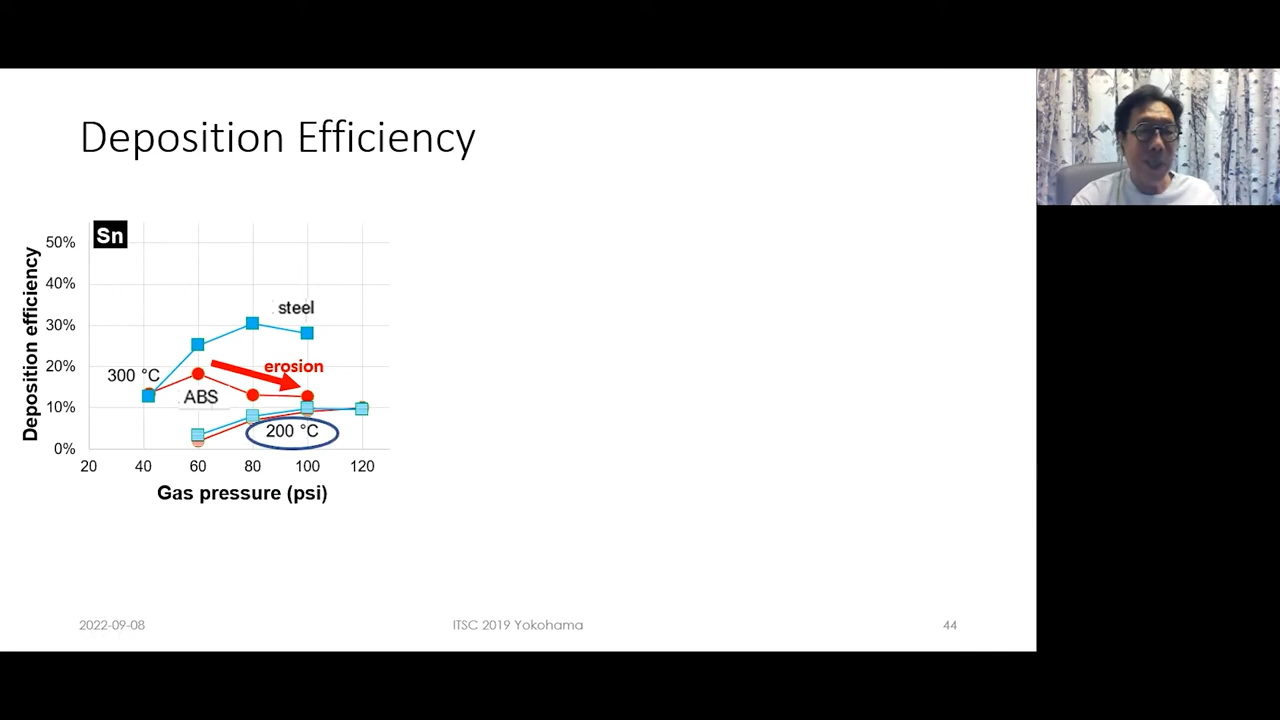 Deposition Efficiency
Sn
Deposition efficiency
50%
40%
30%
20%
10%
0%
steel
erosion
300 °C
ABS
200 °C
20 40 60 80 100 120
Gas pressure (psi)
2022-09-08 ITSC 2019 Yokohama 44